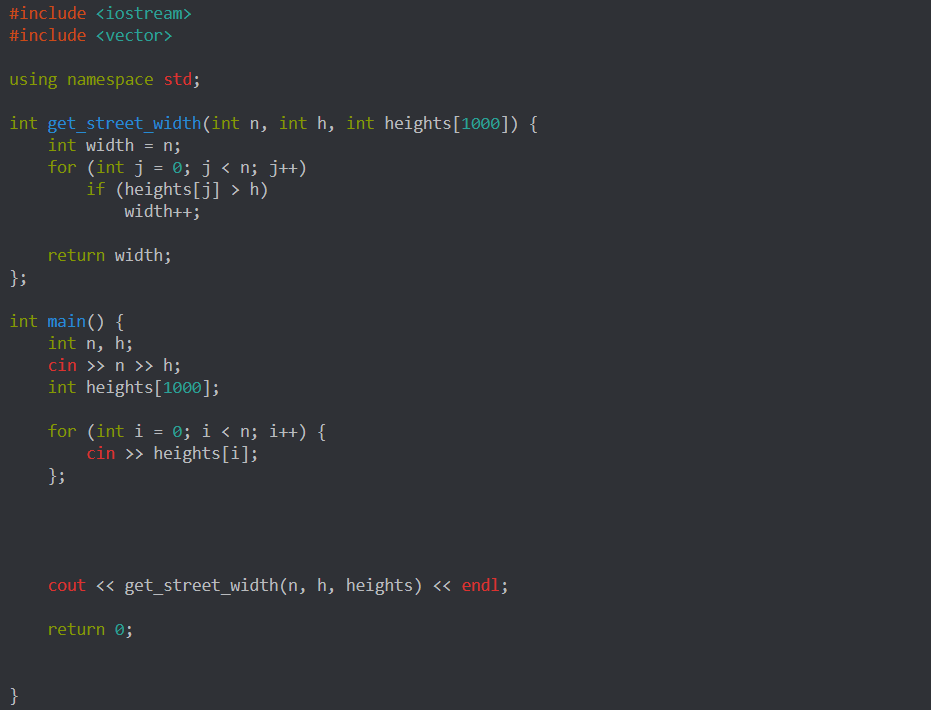 #include <iostream>
#include <vector>

using namespace std;

int get_street_width(int n, int h, int heights[1000]) {
    int width = n;
    for (int j = 0; j < n; j++)
        if (heights[j] > h)
            width++;

    return width;
};

int main() {
    int n, h;
    cin >> n >> h;
    int heights[1000];

    for (int i = 0; i < n; i++) {
        cin >> heights[i];
    };

    cout << get_street_width(n, h, heights) << endl;

    return 0;

}